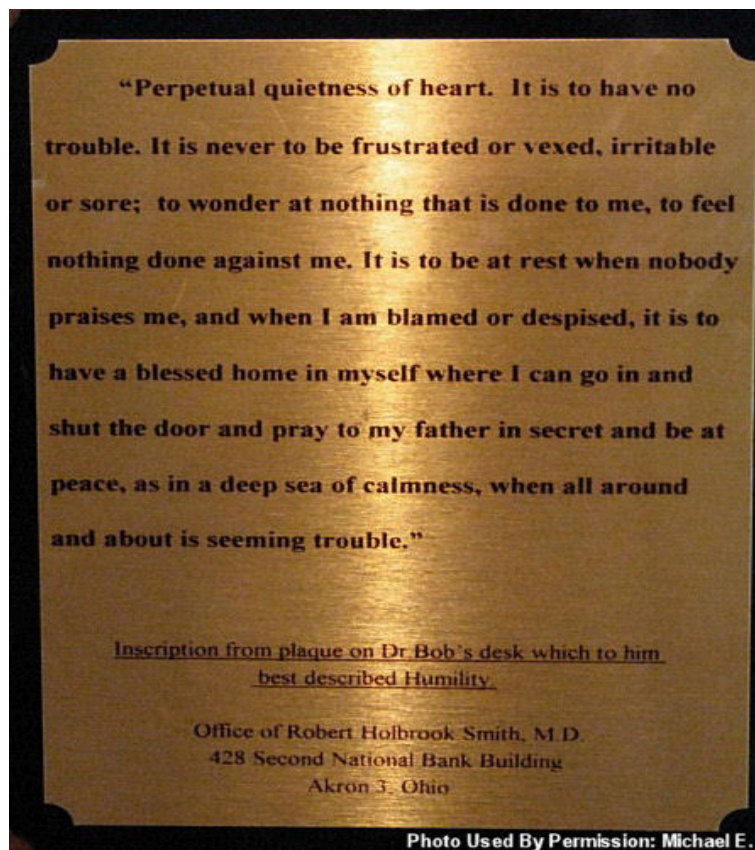 “Perpetual quietness of heart. It is to have no
trouble. It is never to be frustrated or vexed, irritable
or sore; to wonder at nothing that is done to me, to feel
nothing done against me. It is to be at rest when nobody
praises me, and when I am blamed or despised, it is to
have a blessed home in myself where I can go in and
shut the door and pray to my father in secret and be at
peace, as in a deep sea of calmness, when all around
and about is seeming trouble.”
Inscription from plaque on Dr Bob’s desk which to him
best described Humility.
Office of Robert Holbrook Smith, M.D.
428 Second National Bank Building
Akron 3, Ohio
Photo Used By Permission: Michael E.